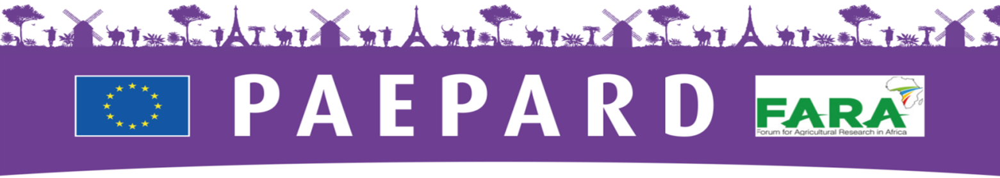 PAEPARD
FARA
Forum for Agricultural Research in Africa